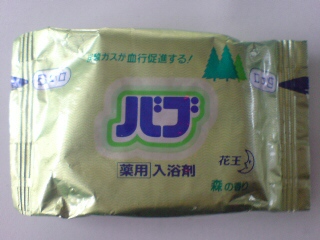 酸ガスが血行促進する!
バブ
薬用 入浴剤
花王
森の香り